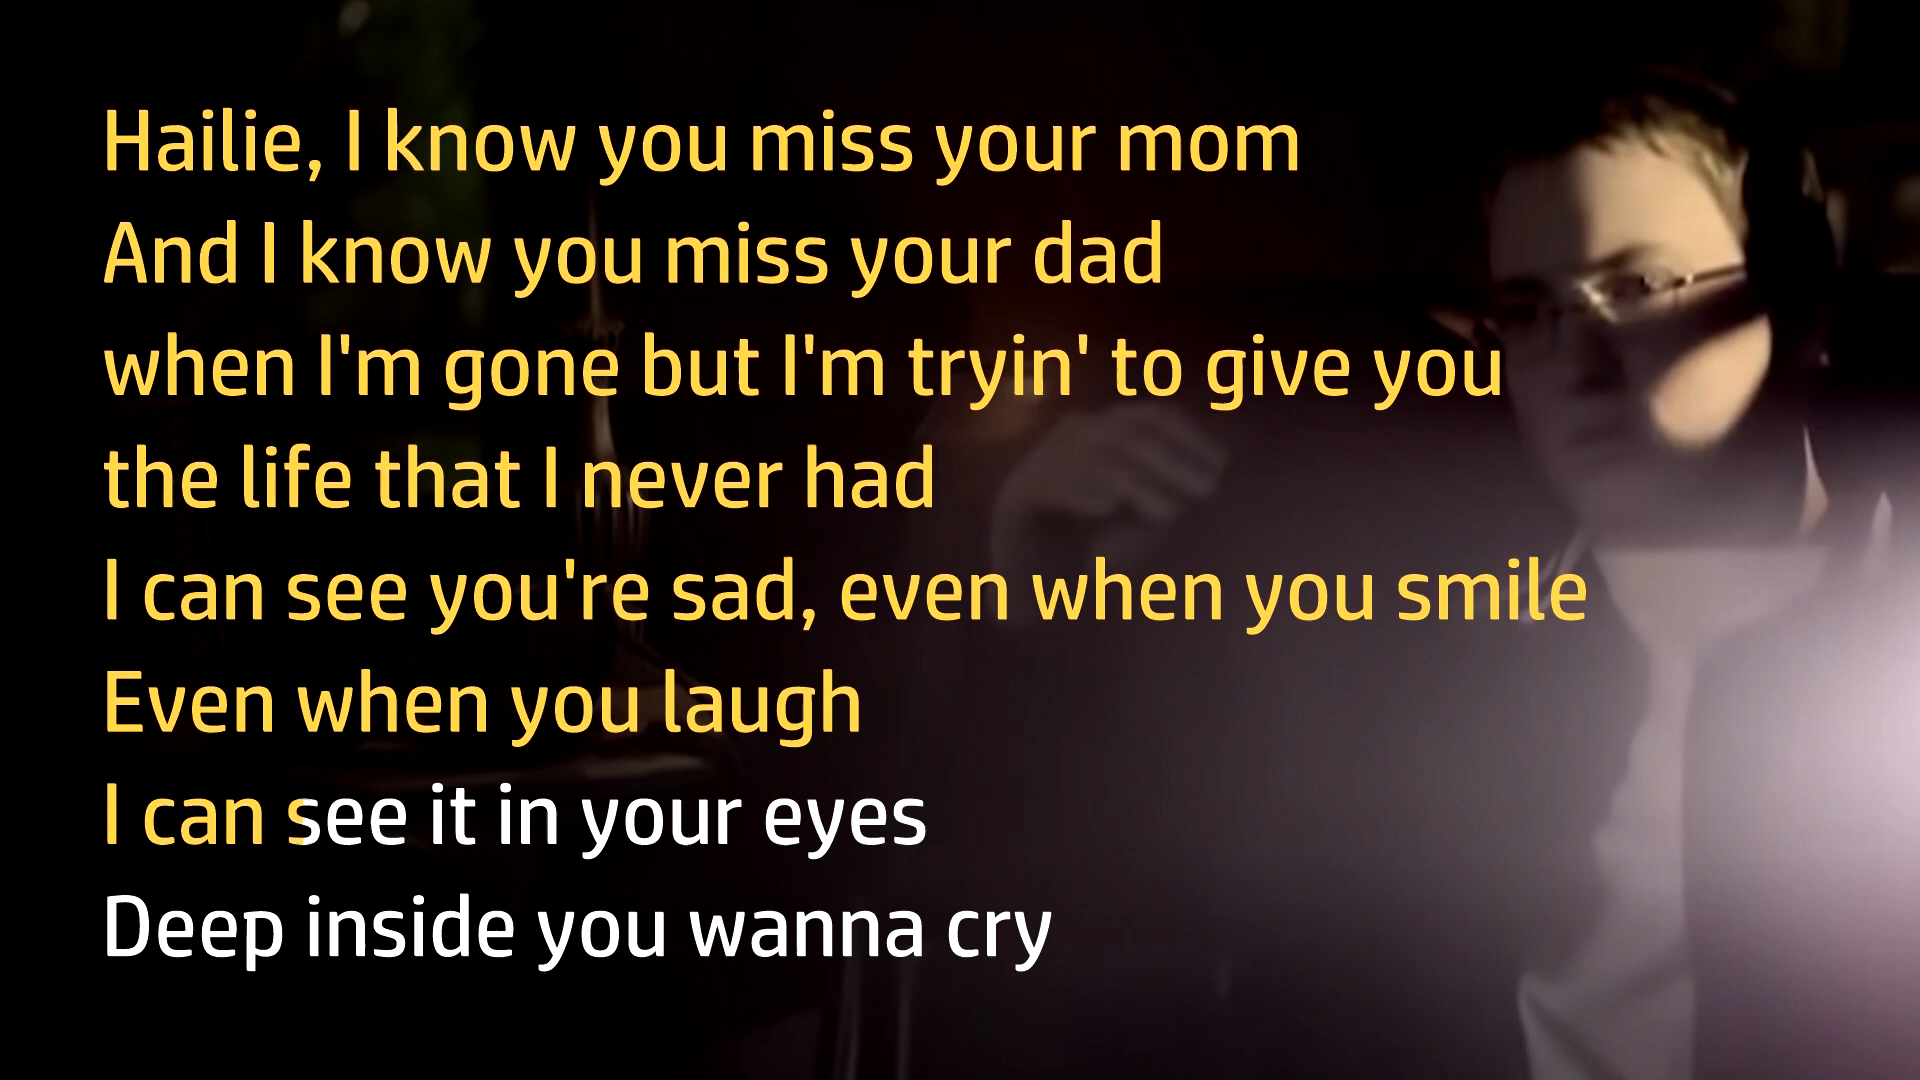 Hailie, I know you miss your mom
And I know you miss your dad
when I'm gone but I'm tryin' to give you
the life that I never had
I can see you're sad, even when you smile
Even when you laugh
I can see it in your eyes
Deep inside you wanna cry